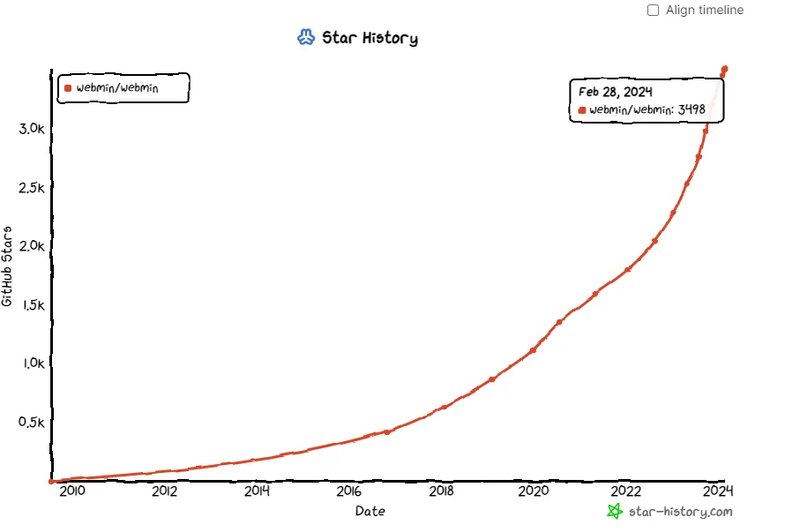 Align timeline
Star History
webmin/webmin
Feb 28, 2024
webmin/webmin: 3498
GitHub Stars
3.0k
2.5k
2.0k
1.5k
1.0k
0.5k
2010 2012 2014 2016 2018 2020 2022 2024
Date
star-history.com